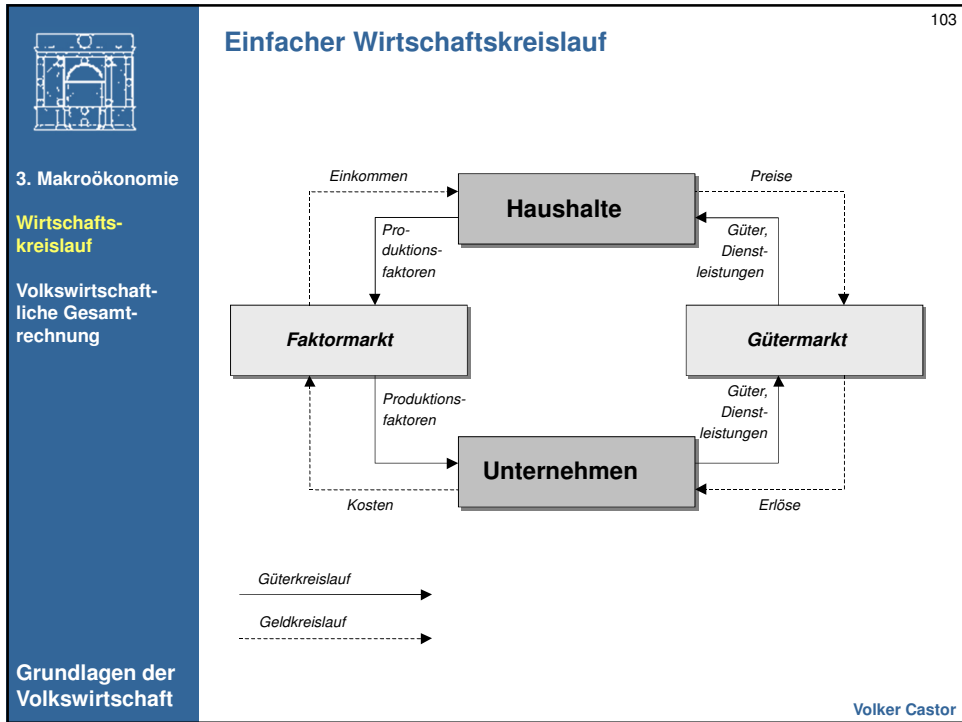 103
Einfacher Wirtschaftskreislauf
3. Makroökonomie
Wirtschafts-
kreislauf
Volkswirtschaft-
liche Gesamt-
rechnung
Einkommen
Haushalte
Preise
Pro-
duktions-
faktoren
Güter,
Dienst-
leistungen
Faktormarkt
Gütermarkt
Produktions-
faktoren
Güter,
Dienst-
leistungen
Unternehmen
Kosten
Erlöse
Güterkreislauf
Geldkreislauf
Grundlagen der
Volkswirtschaft
Volker Castor